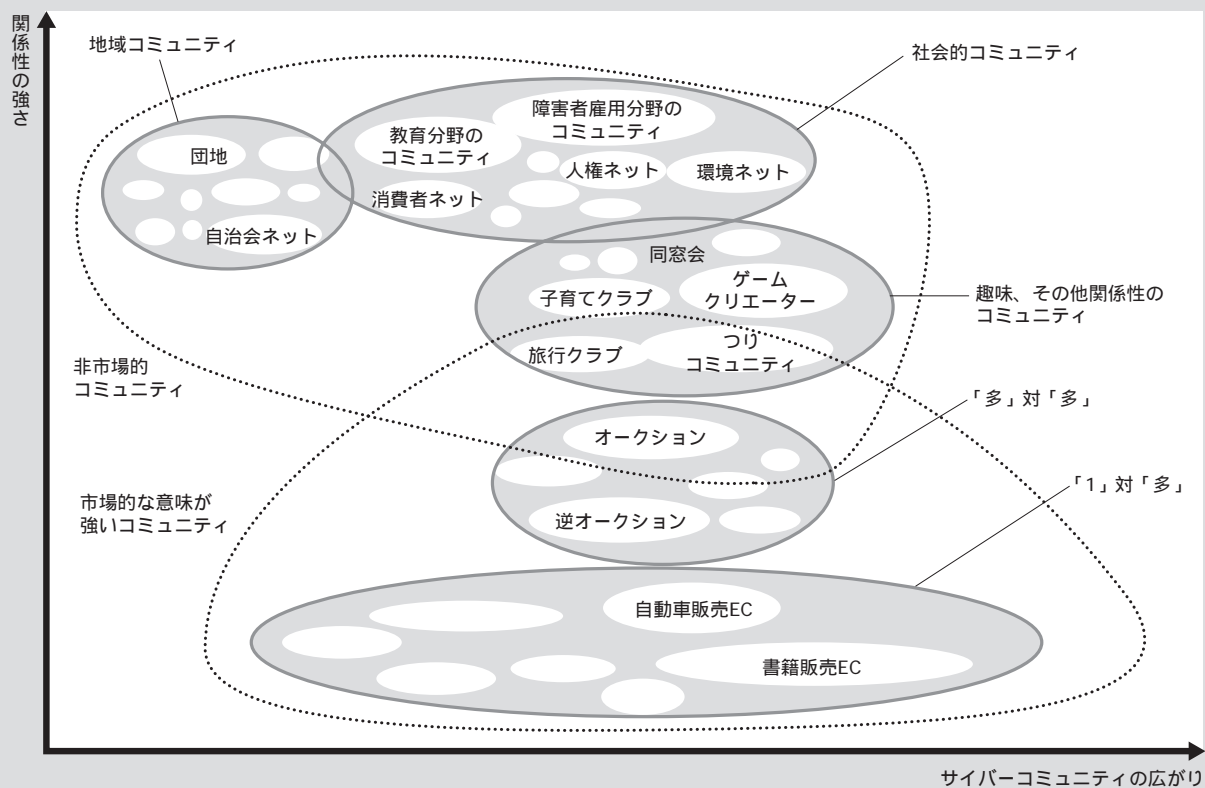 関係性の強さ
地域コミュニティ
社会的コミュニティ
障害者雇用分野の
コミュニティ
教育分野の
コミュニティ
団地
人権ネット
環境ネット
消費者ネット
自治会ネット
同窓会
ゲーム
クリエーター
子育てクラブ
趣味、その他関係性の
コミュニティ
つり
コミュニティ
旅行クラブ
非市場的
コミュニティ
「多」対「多」
オークション
「1」対「多」
市場的な意味が
強いコミュニティ
逆オークション
自動車販売EC
書籍販売EC
サイバーコミュニティの広がり